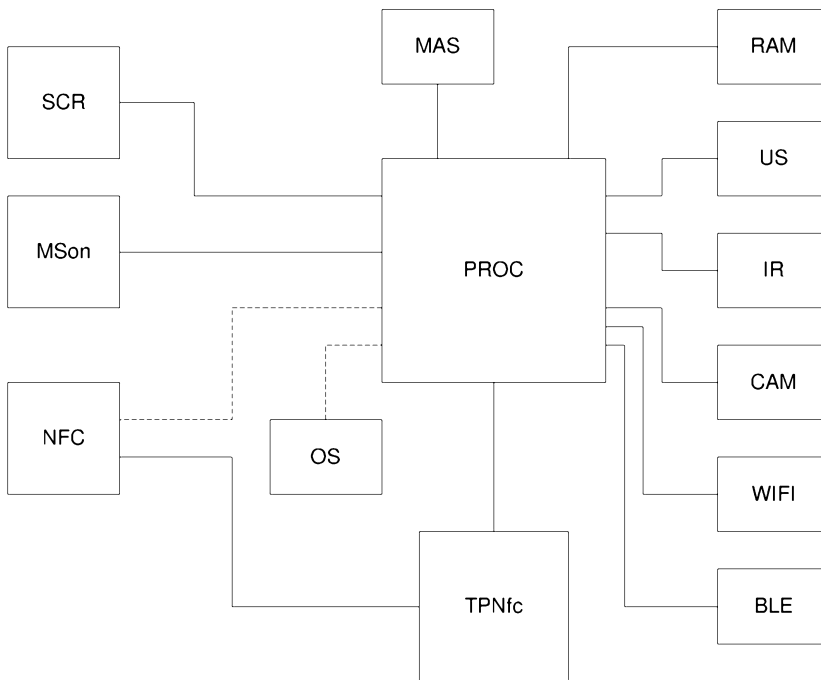 MAS
RAM
SCR
US
MSon
PROC
IR
CAM
NFC
OS
WIFI
TPNfc
BLE